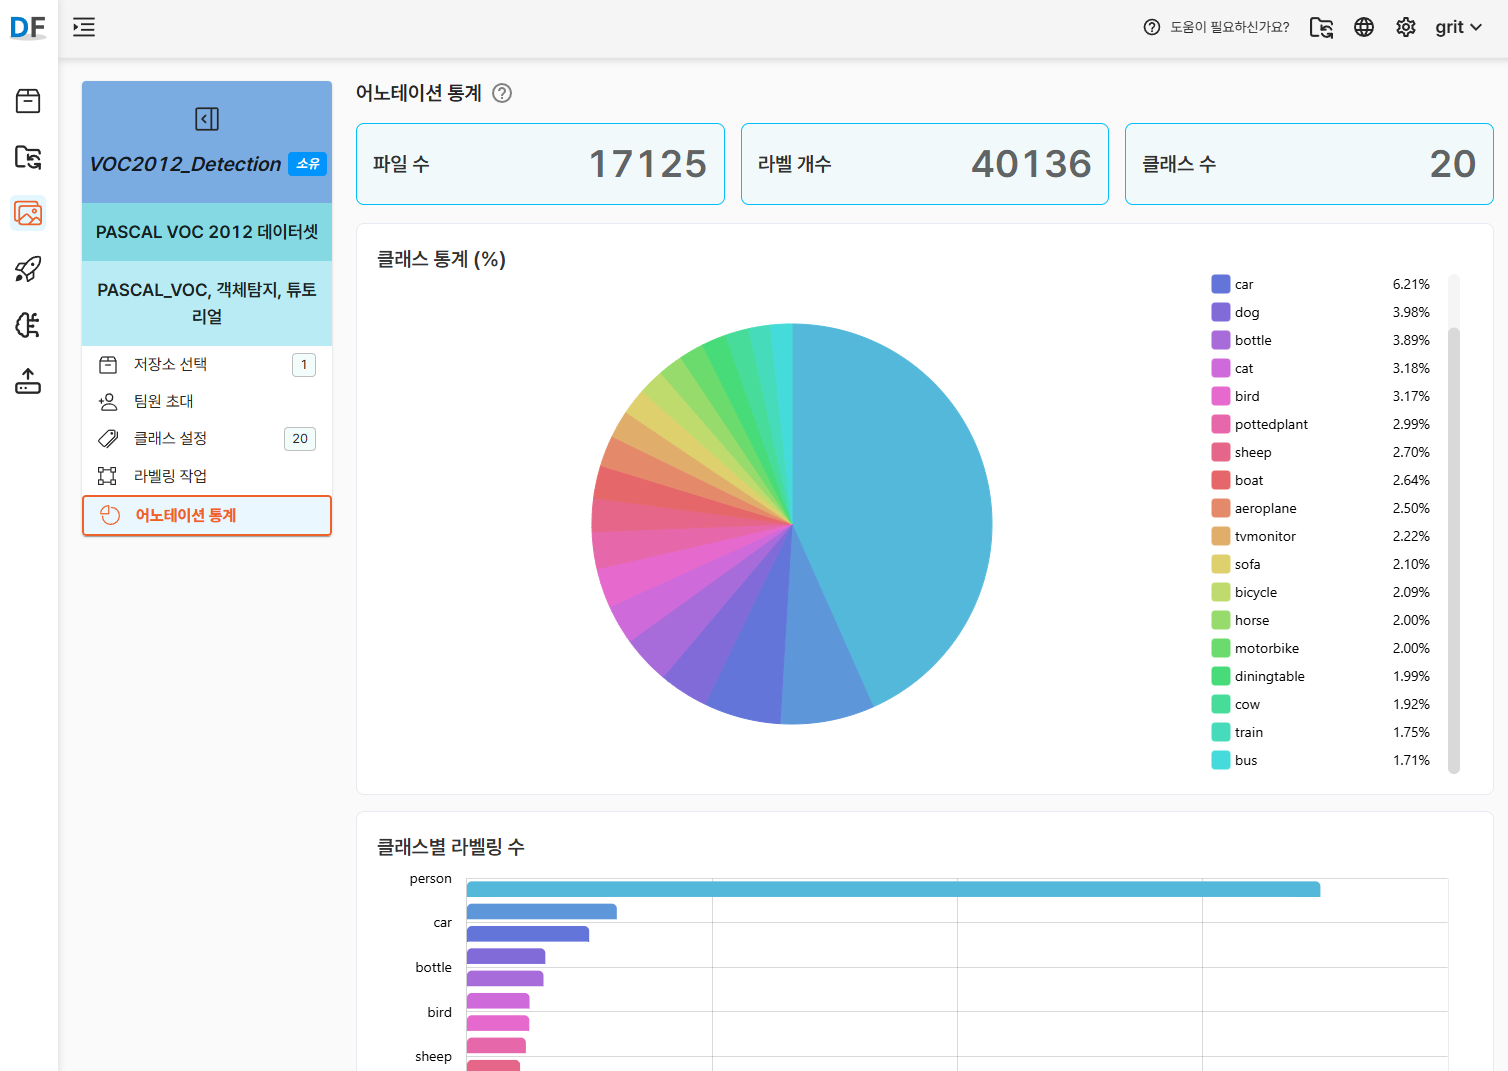 DF
도움이 필요하신가요?
grit
VOC2012_Detection 소유
PASCAL VOC 2012 데이터셋
PASCAL_VOC, 객체탐지, 튜토
리얼
저장소 선택 1
팀원 초대
클래스 설정 20
라벨링 작업
어노테이션 통계
어노테이션 통계
파일 수 17125
라벨 개수 40136
클래스 수 20
클래스 통계 (%)
car 6.21%
dog 3.98%
bottle 3.89%
cat 3.18%
bird 3.17%
pottedplant 2.99%
sheep 2.70%
boat 2.64%
aeroplane 2.50%
tvmonitor 2.22%
sofa 2.10%
bicycle 2.09%
horse 2.00%
motorbike 2.00%
diningtable 1.99%
cow 1.92%
train 1.75%
bus 1.71%
클래스별 라벨링 수
person
car
bottle
bird
sheep